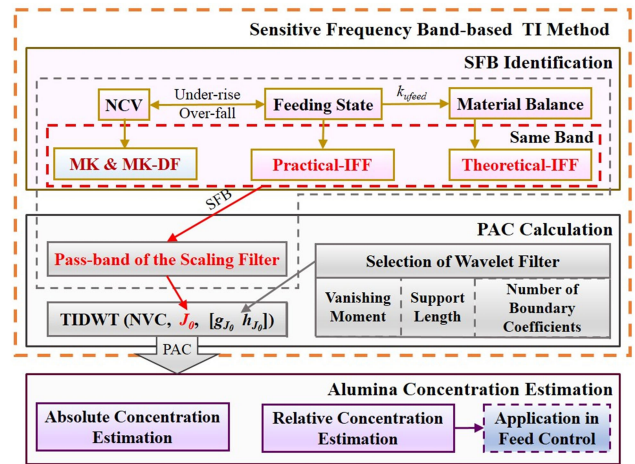 Sensitive Frequency Band-based TI Method
SFB Identification
NCV
Under-rise
Over-fall
Feeding State
k_ufeed
Material Balance
Same Band
MK & MK-DF
Practical-IFF
Theoretical-IFF
SFB
PAC Calculation
Pass-band of the Scaling Filter
Selection of Wavelet Filter
Vanishing
Moment
Support
Length
Number of
Boundary
Coefficients
TIDWT (NVC, J₀, [g_J₀ h_J₀])
PAC
Alumina Concentration Estimation
Absolute Concentration
Estimation
Relative Concentration
Estimation
Application in
Feed Control